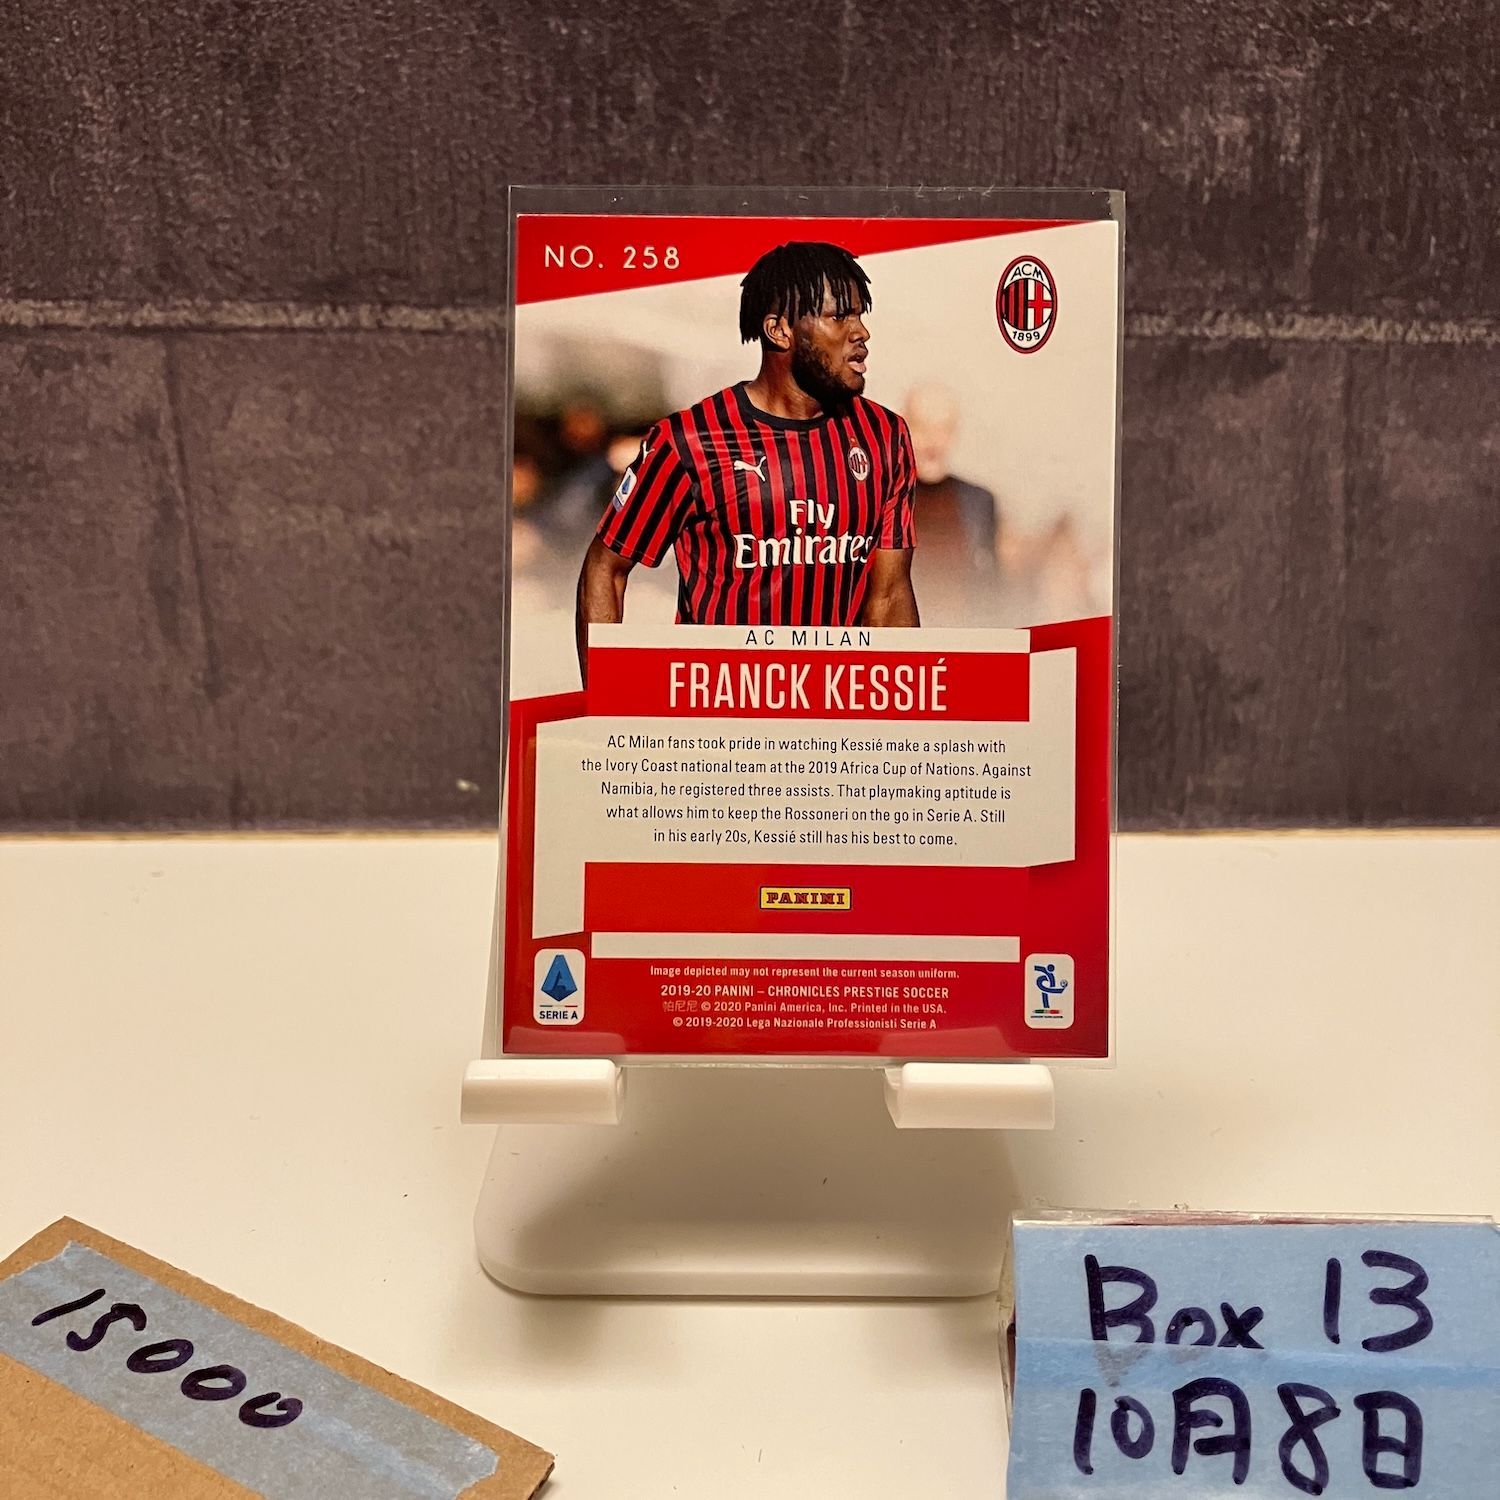 NO. 258
ACM
1899
Fly
Emirates
AC MILAN
FRANCK KESSIÉ
AC Milan fans took pride in watching Kessié make a splash with
the Ivory Coast national team at the 2019 Africa Cup of Nations. Against
Namibia, he registered three assists. That playmaking aptitude is
what allows him to keep the Rossoneri on the go in Serie A. Still
in his early 20s, Kessié still has his best to come.
PANINI
Image depicted may not represent the current season uniform.
2019-20 PANINI – CHRONICLES PRESTIGE SOCCER
帕尼尼 © 2020 Panini America, Inc. Printed in the USA.
© 2019-2020 Lega Nazionale Professionisti Serie A
SERIE A
15000
Box 13
10月8日